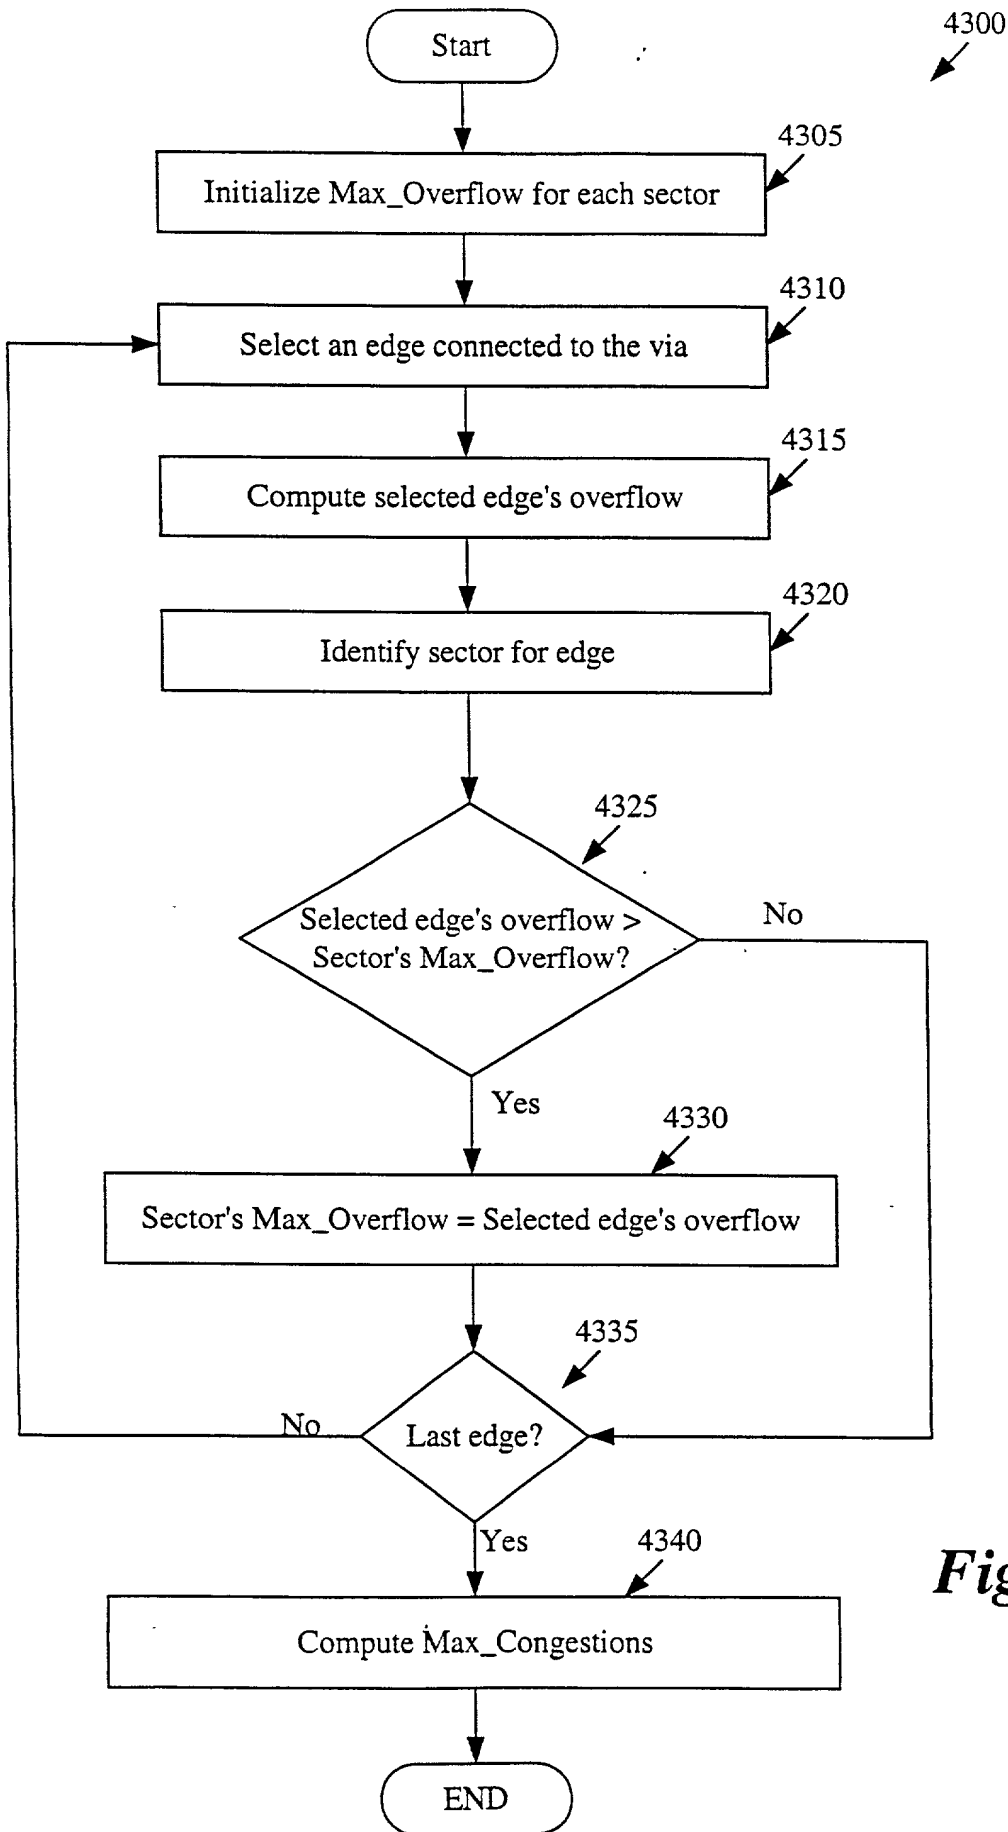 4300
Start
4305
Initialize Max_Overflow for each sector
4310
Select an edge connected to the via
4315
Compute selected edge's overflow
4320
Identify sector for edge
4325
Selected edge's overflow >
Sector's Max_Overflow?
No
Yes
4330
Sector's Max_Overflow = Selected edge's overflow
4335
No
Last edge?
Yes
4340
Compute Max_Congestions
Fig
END